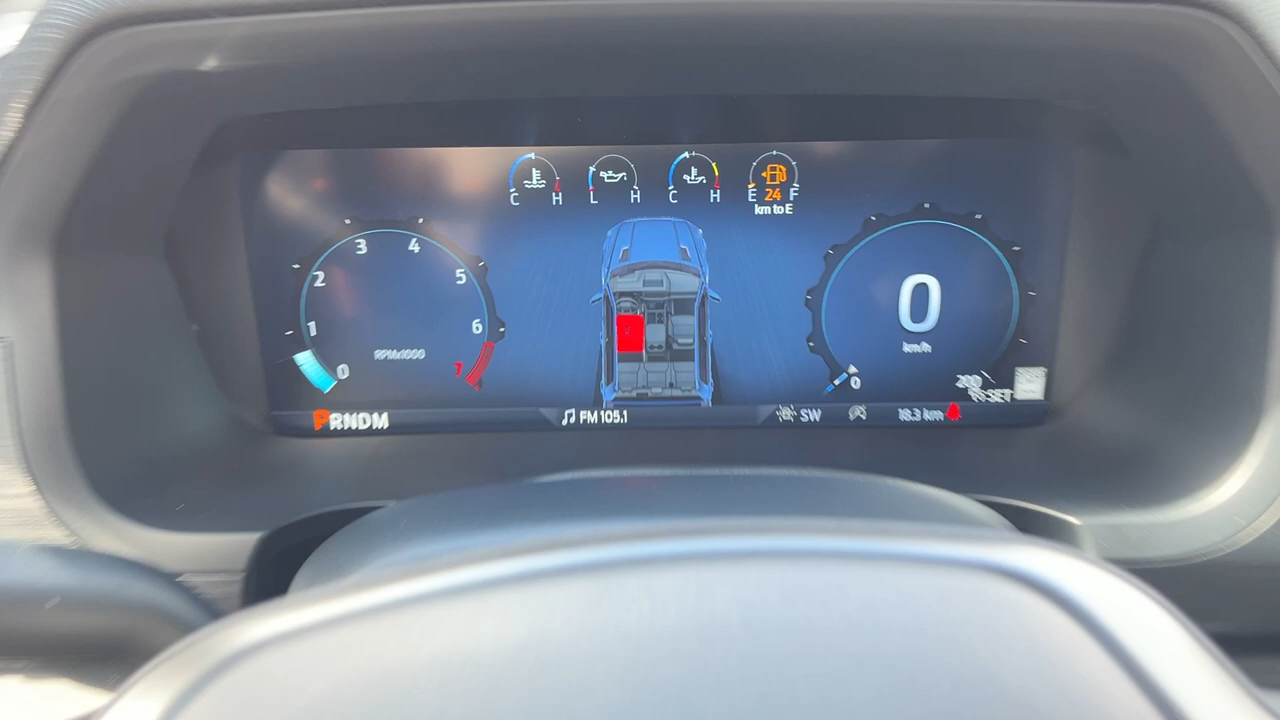 C H
L H
C H
E 24 F
km to E
0 1 2 3 4 5 6 7
RPMx1000
0
km/h
0
200
SET
PRNDM
FM 105.1
SW
18.3 km